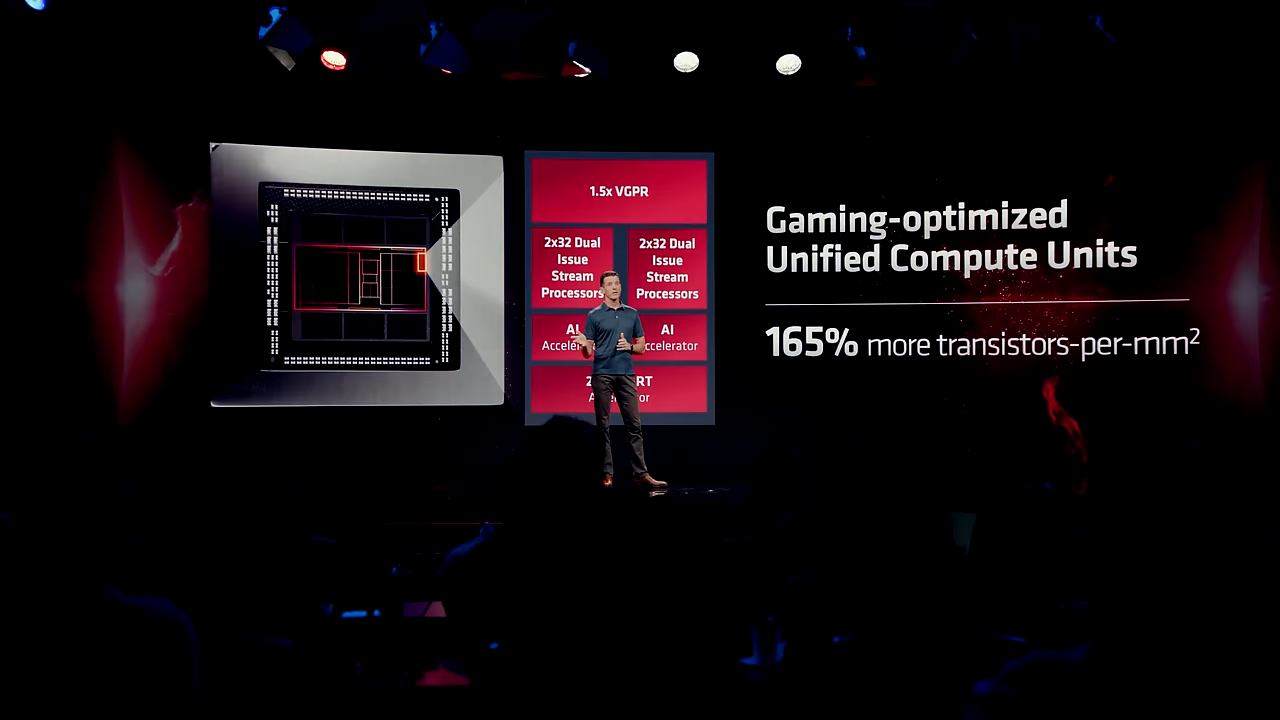 1.5x VGPR
2x32 Dual
Issue
Stream
Processors
2x32 Dual
Issue
Stream
Processors
AI
AI
Accelerator
Gaming-optimized
Unified Compute Units
165% more transistors-per-mm²